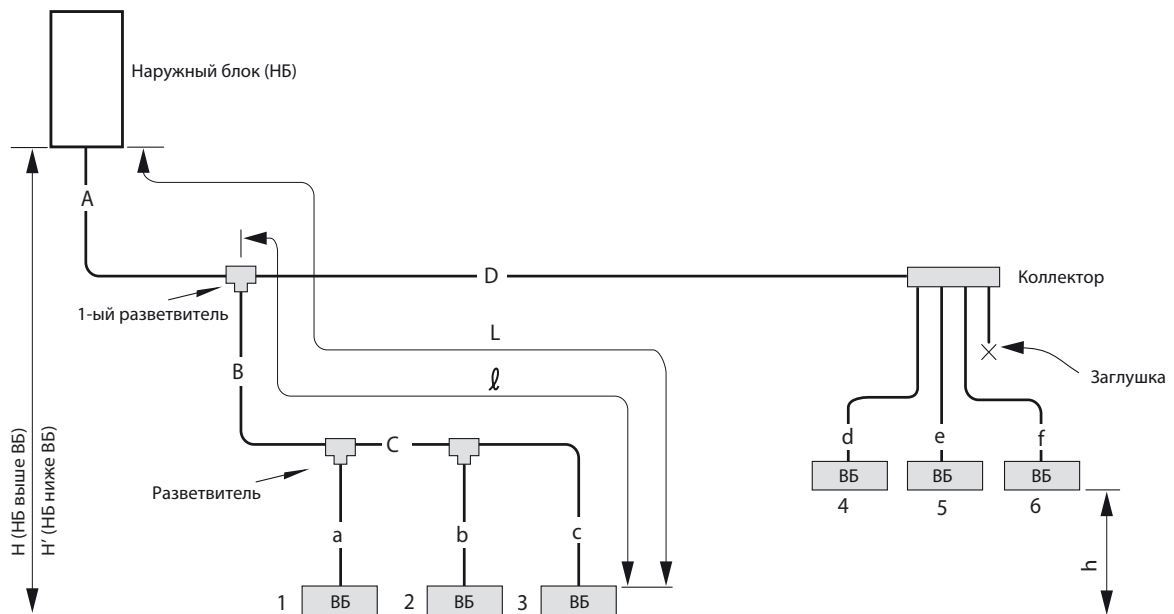 Наружный блок (НБ)
A
D
Коллектор
1-ый разветвитель
L
B
ℓ
Заглушка
C
d
e
f
ВБ
ВБ
ВБ
4
5
6
Разветвитель
a
b
c
h
H (НБ выше ВБ)
H' (НБ ниже ВБ)
1
ВБ
2
ВБ
3
ВБ